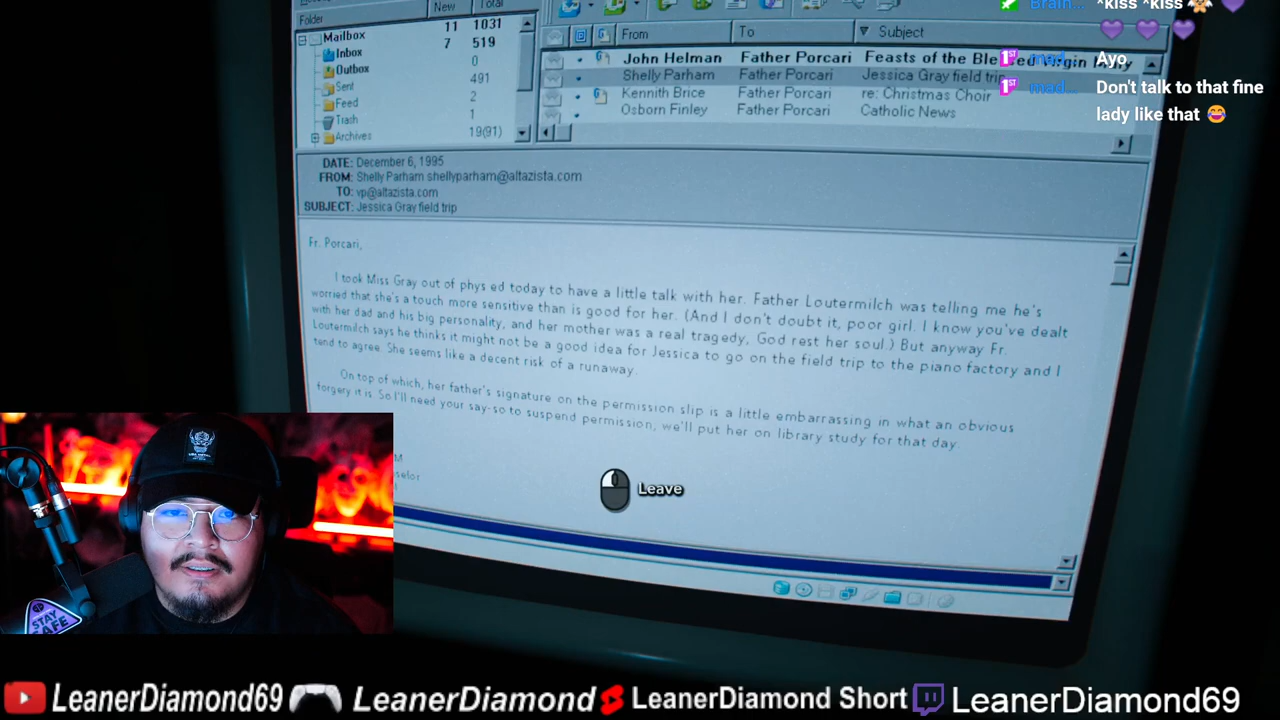 Folder
New
Total
Mailbox 11 1031
Inbox 7 519
Outbox 0
Sent 491
Feed 2
Trash 1
Archives 19(91)
From To Subject
John Helman Father Porcari Feasts of the Blessed Virgin Mary
Shelly Parham Father Porcari Jessica Gray field trip
Kennith Brice Father Porcari re: Christmas Choir
Osborn Finley Father Porcari Catholic News
DATE: December 6, 1995
FROM: Shelly Parham shellyparham@altazista.com
TO: vp@altazista.com
SUBJECT: Jessica Gray field trip
Fr. Porcari,
I took Miss Gray out of phys ed today to have a little talk with her. Father Loutermilch was telling me he's
worried that she's a touch more sensitive than is good for her. (And I don't doubt it, poor girl. I know you've dealt
with her dad and his big personality, and her mother was a real tragedy, God rest her soul.) But anyway Fr.
Loutermilch says he thinks it might not be a good idea for Jessica to go on the field trip to the piano factory and I
tend to agree. She seems like a decent risk of a runaway.
On top of which, her father's signature on the permission slip is a little embarrassing in what an obvious
forgery it is. So I'll need your say-so to suspend permission, we'll put her on library study for that day.
M
selor
Leave
Brain... *kiss *kiss
mad... Ayo
mad... Don't talk to that fine
lady like that 😂
STAY
SAFE
LeanerDiamond69 LeanerDiamond LeanerDiamond Short LeanerDiamond69